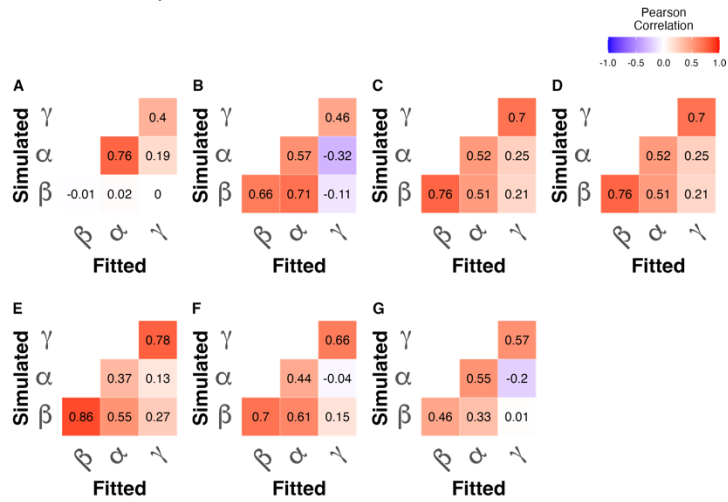 Pearson
Correlation
-1.0 -0.5 0.0 0.5 1.0
A
Simulated
γ 0.4
α 0.76 0.19
β -0.01 0.02 0
β α γ
Fitted
B
Simulated
γ 0.46
α 0.57 -0.32
β 0.66 0.71 -0.11
β α γ
Fitted
C
Simulated
γ 0.7
α 0.52 0.25
β 0.76 0.51 0.21
β α γ
Fitted
D
Simulated
γ 0.7
α 0.52 0.25
β 0.76 0.51 0.21
β α γ
Fitted
E
Simulated
γ 0.78
α 0.37 0.13
β 0.86 0.55 0.27
β α γ
Fitted
F
Simulated
γ 0.66
α 0.44 -0.04
β 0.7 0.61 0.15
β α γ
Fitted
G
Simulated
γ 0.57
α 0.55 -0.2
β 0.46 0.33 0.01
β α γ
Fitted